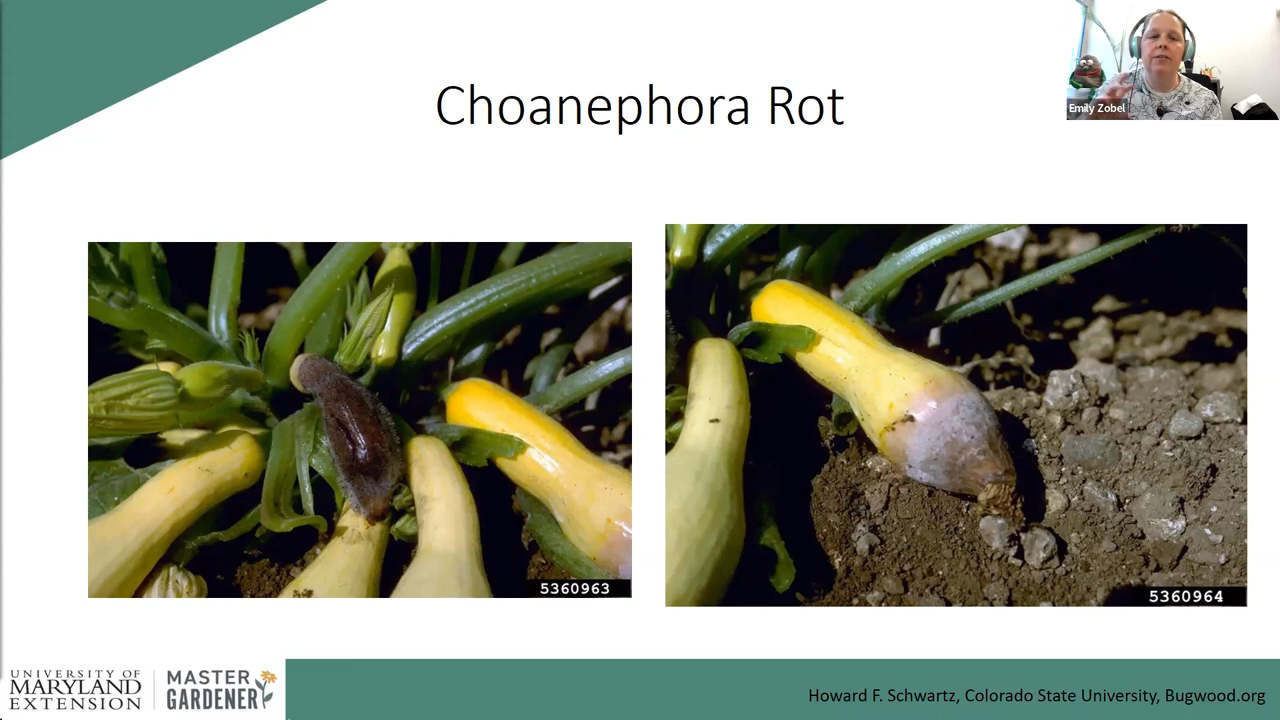 Choanephora Rot
Emily Zobel
5360963
5360964
UNIVERSITY OF
MARYLAND
EXTENSION
MASTER
GARDENER
Howard F. Schwartz, Colorado State University, Bugwood.org